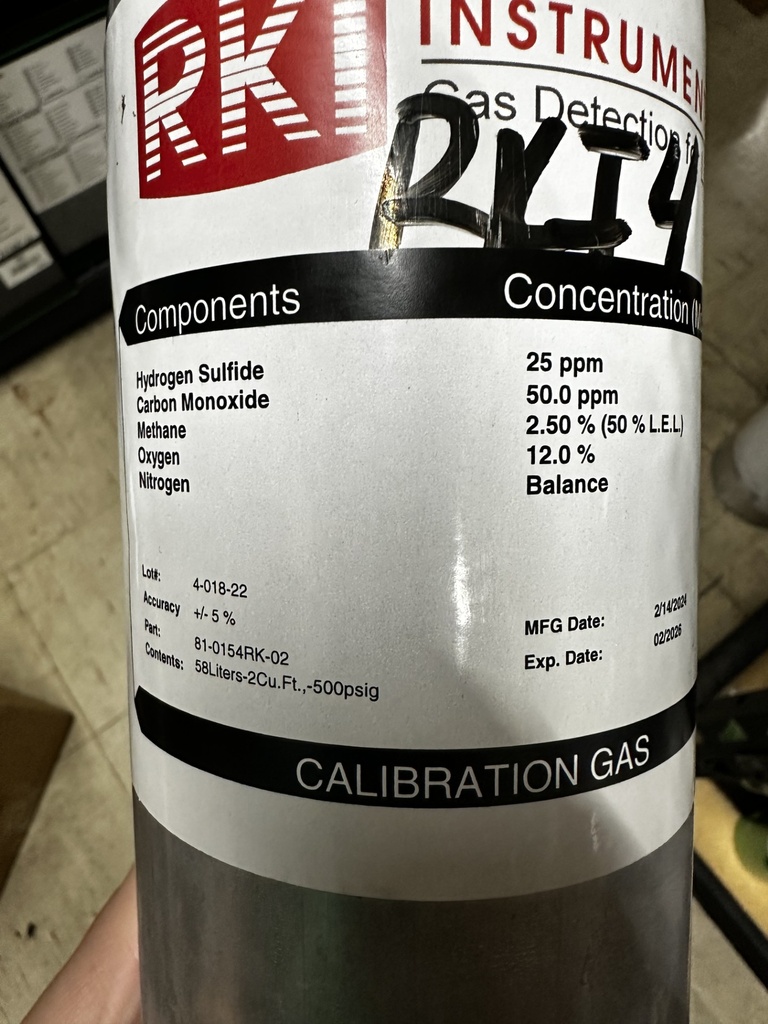 RKI
INSTRUMEN
Gas Detection f
RKI4
Components Concentration (M
Hydrogen Sulfide 25 ppm
Carbon Monoxide 50.0 ppm
Methane 2.50 % (50 % L.E.L.)
Oxygen 12.0 %
Nitrogen Balance
Lot#: 4-018-22
Accuracy +/- 5 %
Part: 81-0154RK-02
Contents: 58Liters-2Cu.Ft.,-500psig
MFG Date: 2/14/2024
Exp. Date: 02/2026
CALIBRATION GAS